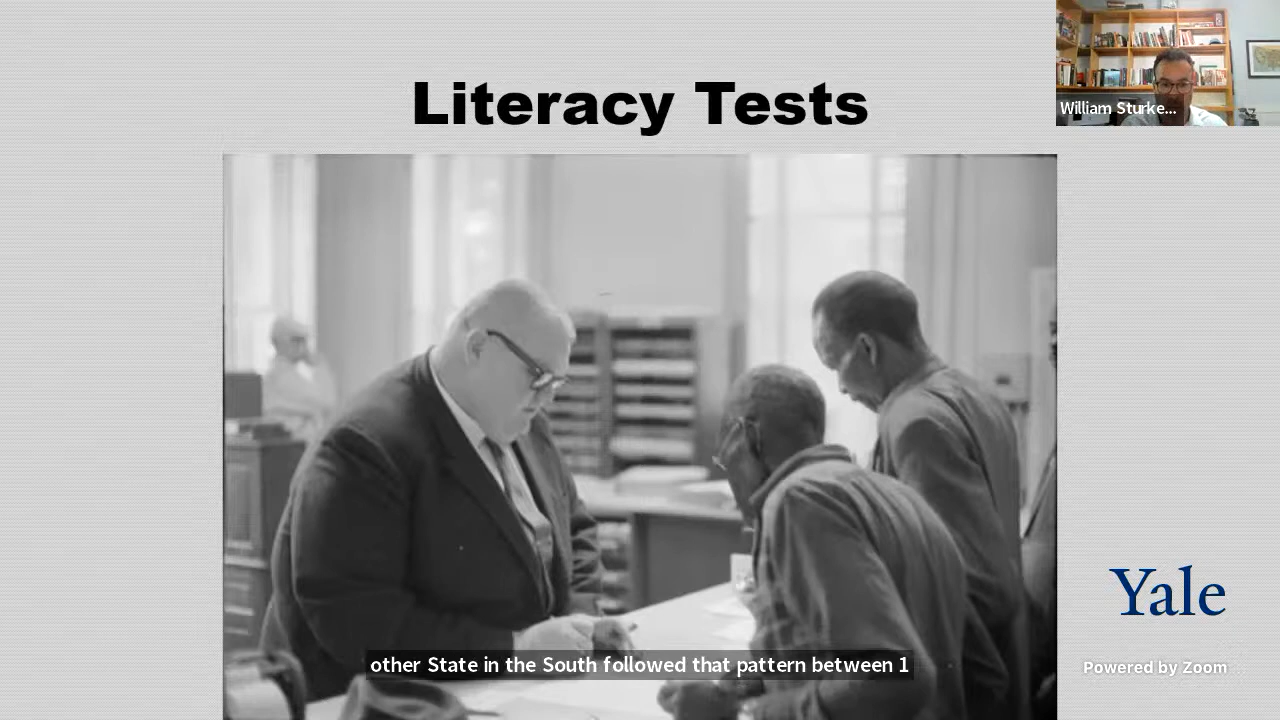 Literacy Tests
William Sturke...
other State in the South followed that pattern between 1
Yale
Powered by Zoom